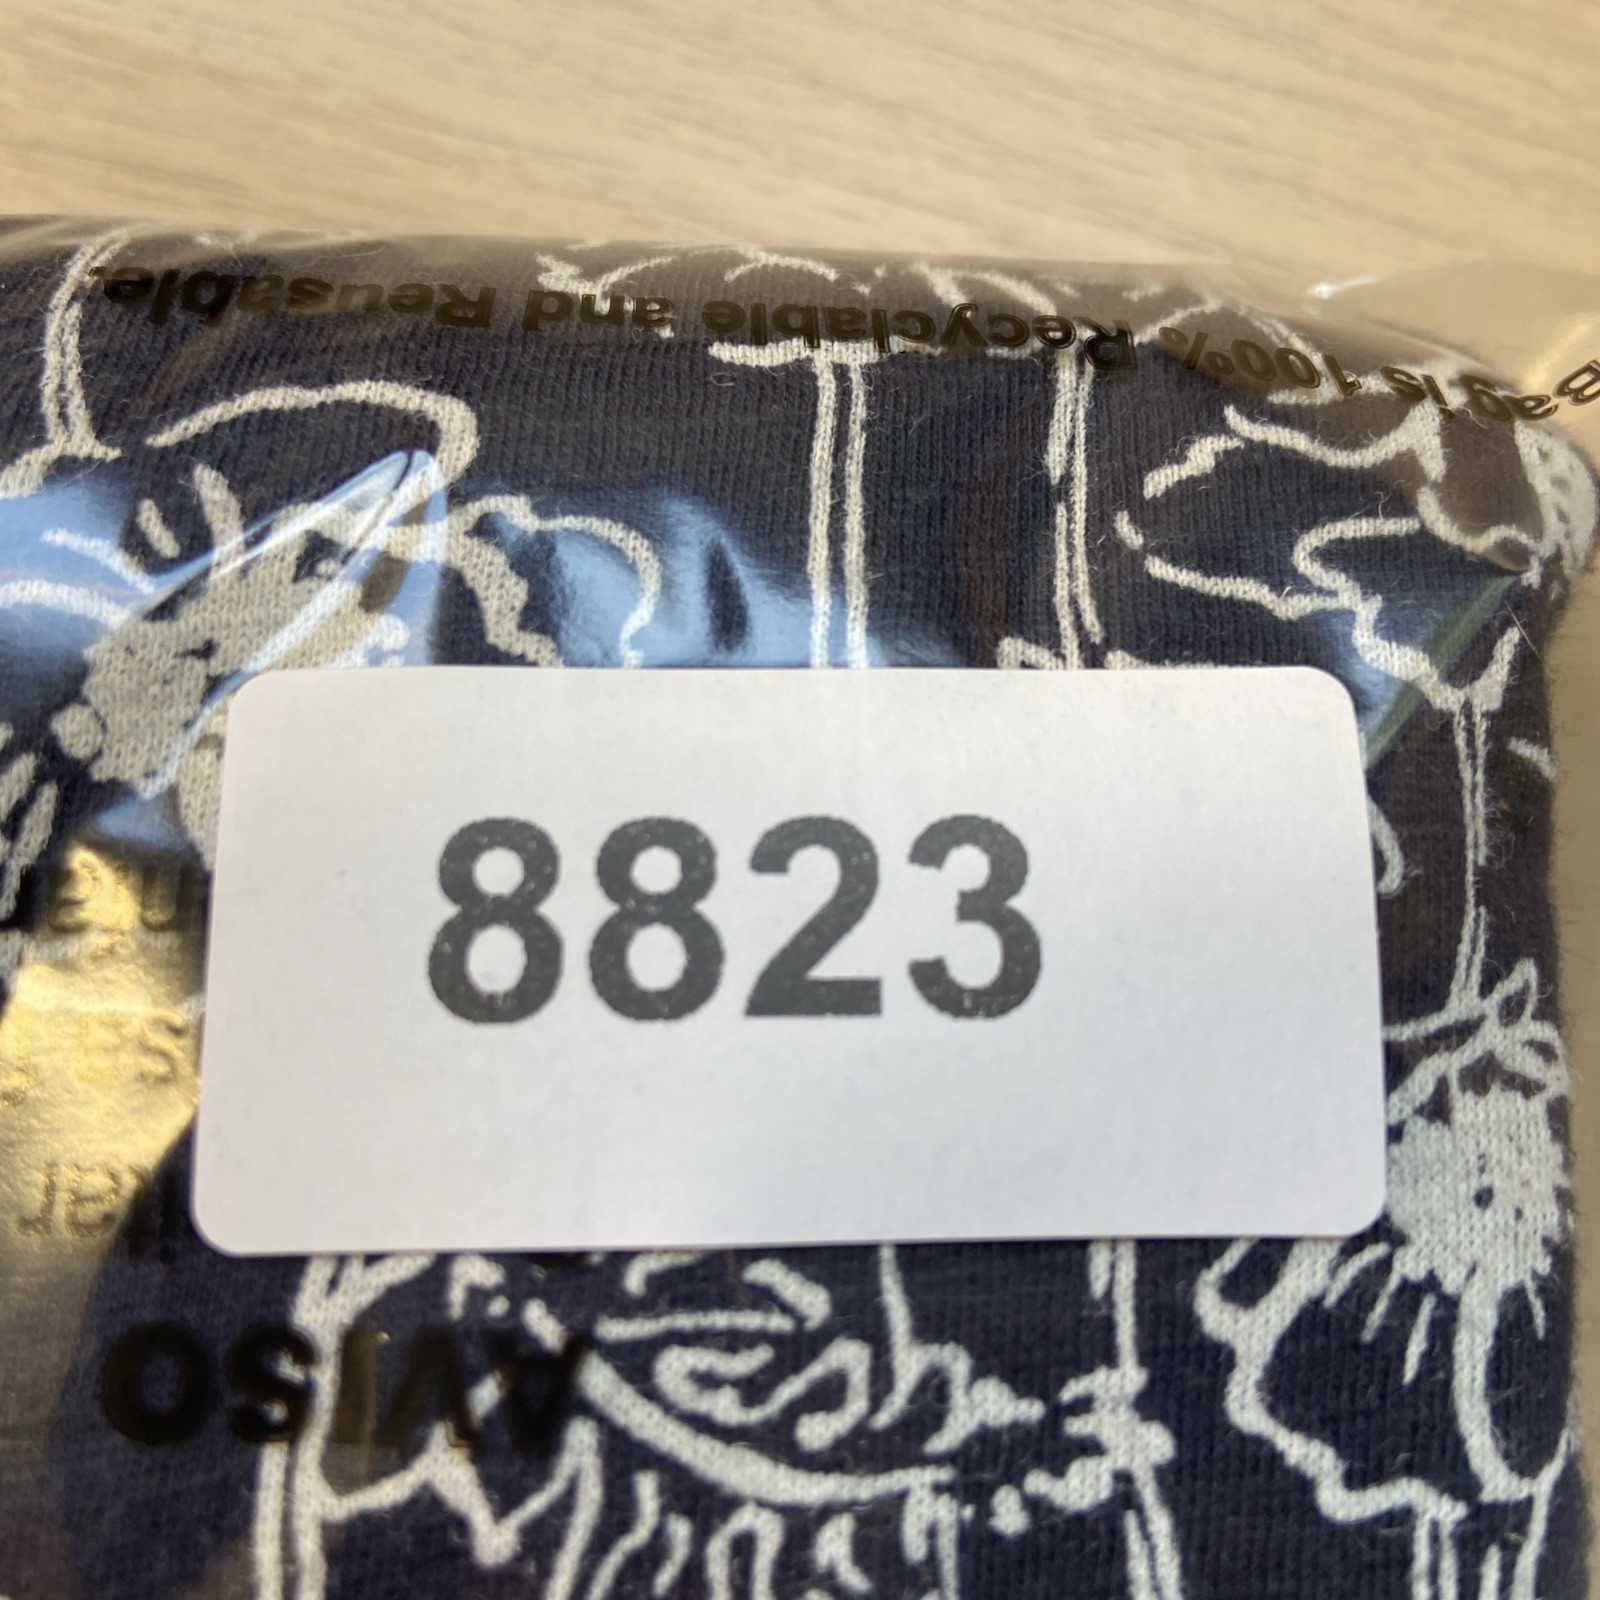 Bag is 100% Recyclable and Reusable.
8823
AVISO